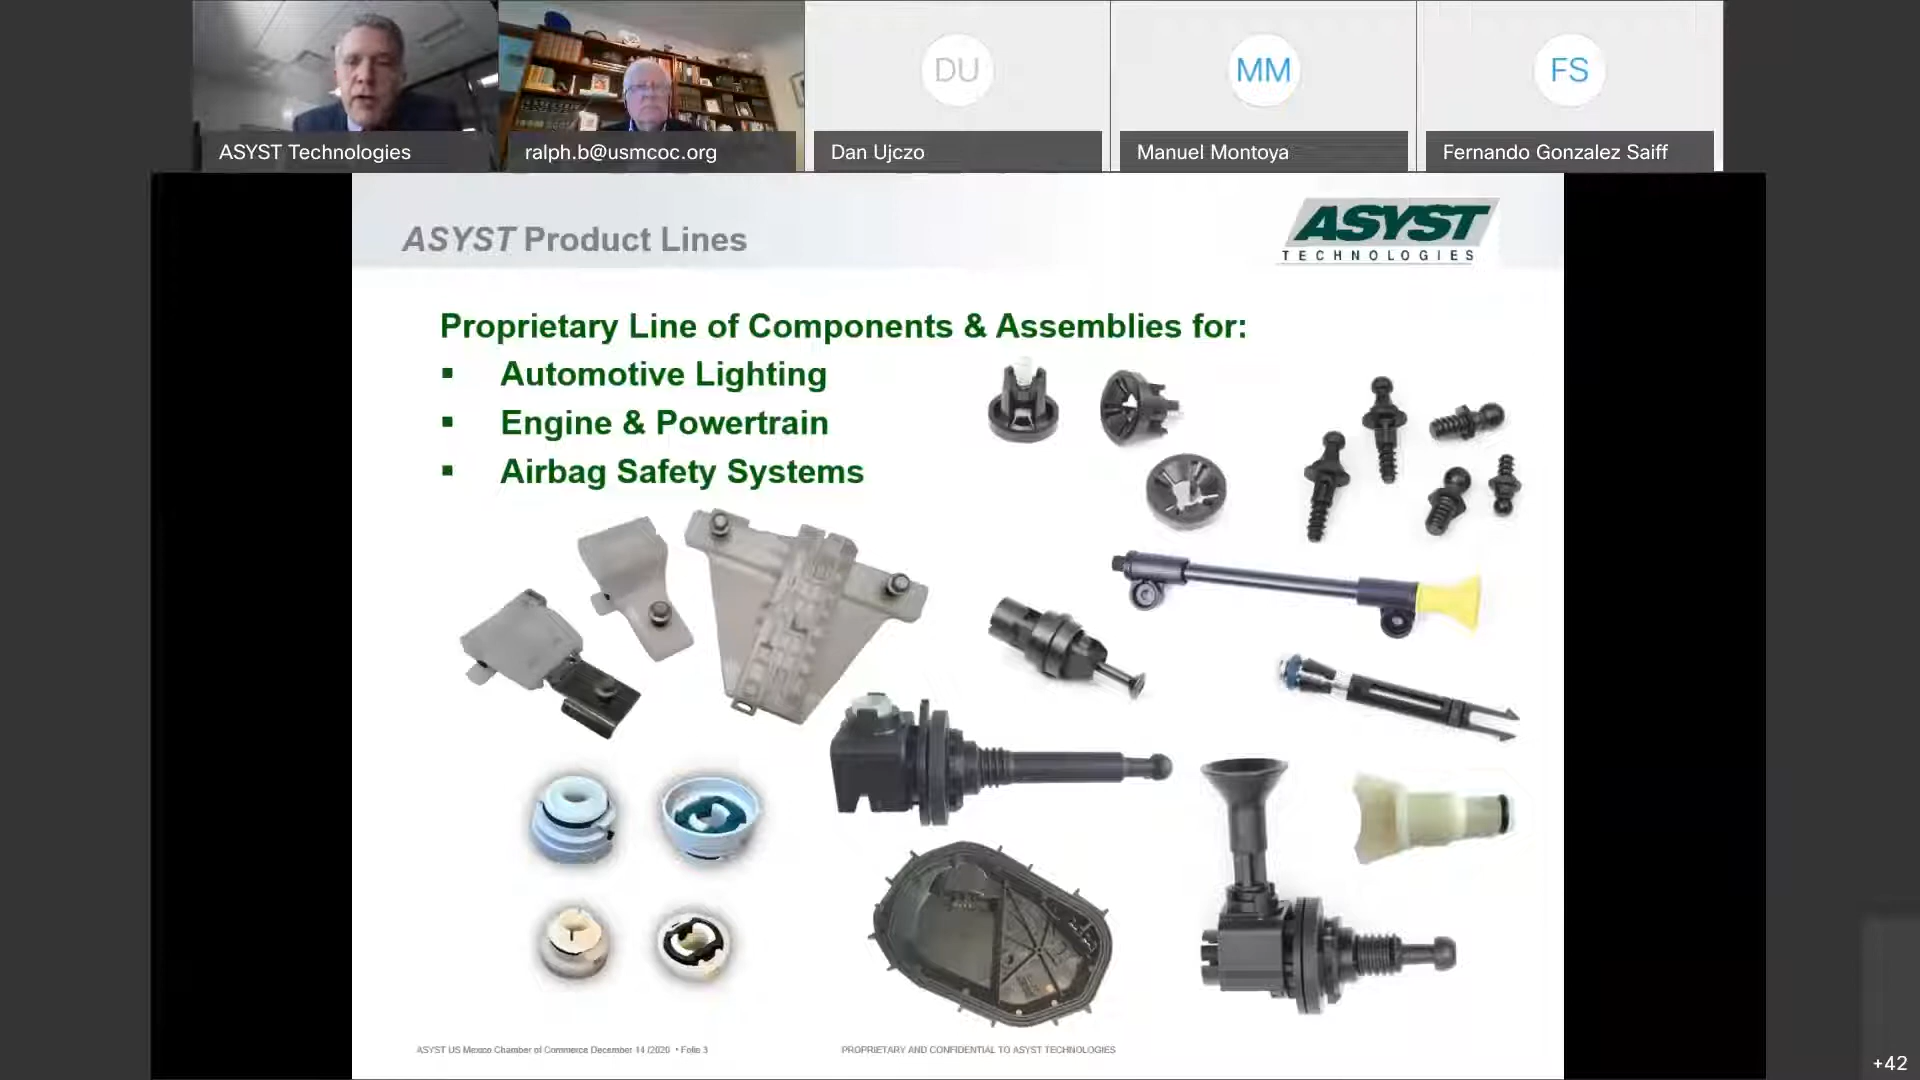 DU
MM
FS
ASYST Technologies
ralph.b@usmcoc.org
Dan Ujczo
Manuel Montoya
Fernando Gonzalez Saiff
ASYST Product Lines
ASYST
TECHNOLOGIES
Proprietary Line of Components & Assemblies for:
▪ Automotive Lighting
▪ Engine & Powertrain
▪ Airbag Safety Systems
ASYST US Mexico Chamber of Commerce December 14 /2020 • Folie 3
PROPRIETARY AND CONFIDENTIAL TO ASYST TECHNOLOGIES
+42